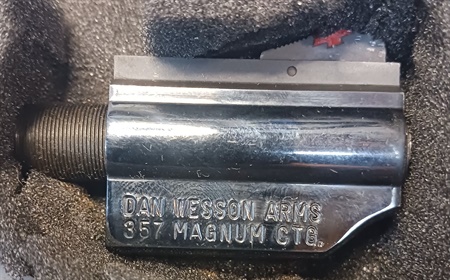 DAN WESSON ARMS
357 MAGNUM CTG.